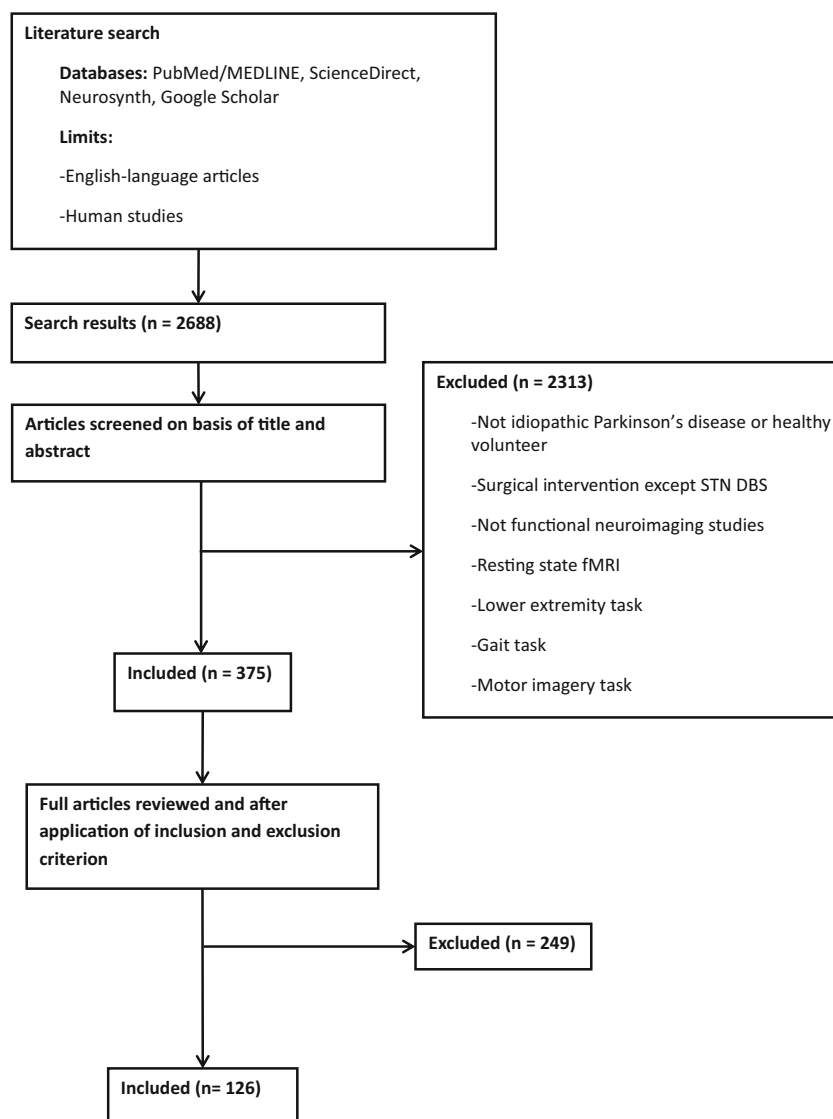 Literature search
Databases: PubMed/MEDLINE, ScienceDirect,
Neurosynth, Google Scholar
Limits:
-English-language articles
-Human studies
Search results (n = 2688)
Articles screened on basis of title and
abstract
Excluded (n = 2313)
-Not idiopathic Parkinson’s disease or healthy
volunteer
-Surgical intervention except STN DBS
-Not functional neuroimaging studies
-Resting state fMRI
-Lower extremity task
-Gait task
-Motor imagery task
Included (n = 375)
Full articles reviewed and after
application of inclusion and exclusion
criterion
Excluded (n = 249)
Included (n= 126)